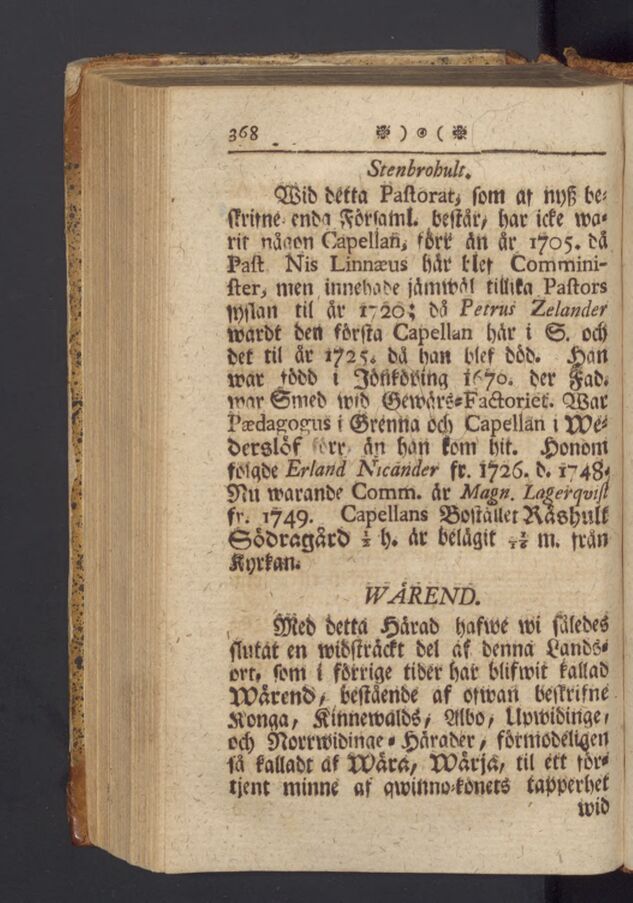 368 ) (
Stenbrohult.
Wid detta Pastorat, som af nyß be-
skrifne enda Församl. består, har icke wa-
rit någon Capellan, förr än år 1705. då
Past. Nis Linnæus här blef Commini-
ster, men innehade jämwäl tillika Pastors
syslan til år 1720; då Petrus Zelander
wardt den första Capellan här i S. och
det til år 1725. då han blef död. Han
war född i Jönköping 1670. der Fad.
war Smed wid Gewärs-Factoriet. War
Pædagogus i Grenna och Capellan i We-
derslöf förr än han kom hit. Honom
følgde Erland Nicander fr. 1726. d. 1748.
Nu warande Comm. är Magn. Lagerqvist
fr. 1749. Capellans Bostället Råshult
Södragård ½ h. är belägit m. från
Kyrkan.
WÄREND.
Med detta Härad hafwe wi således
slutat en widsträckt del af denna Lands-
ort, som i förrige tider har blifwit kallad
Wärend, bestående af ofwan beskrifne
Konga, Kinnewalds, Albo, Upwidinge,
och Norrwidinge-Härader, förmodeligen
så kalladt af Wära, Wärja, til ett för-
tjent minne af qwinno-könets tapperhet
wid